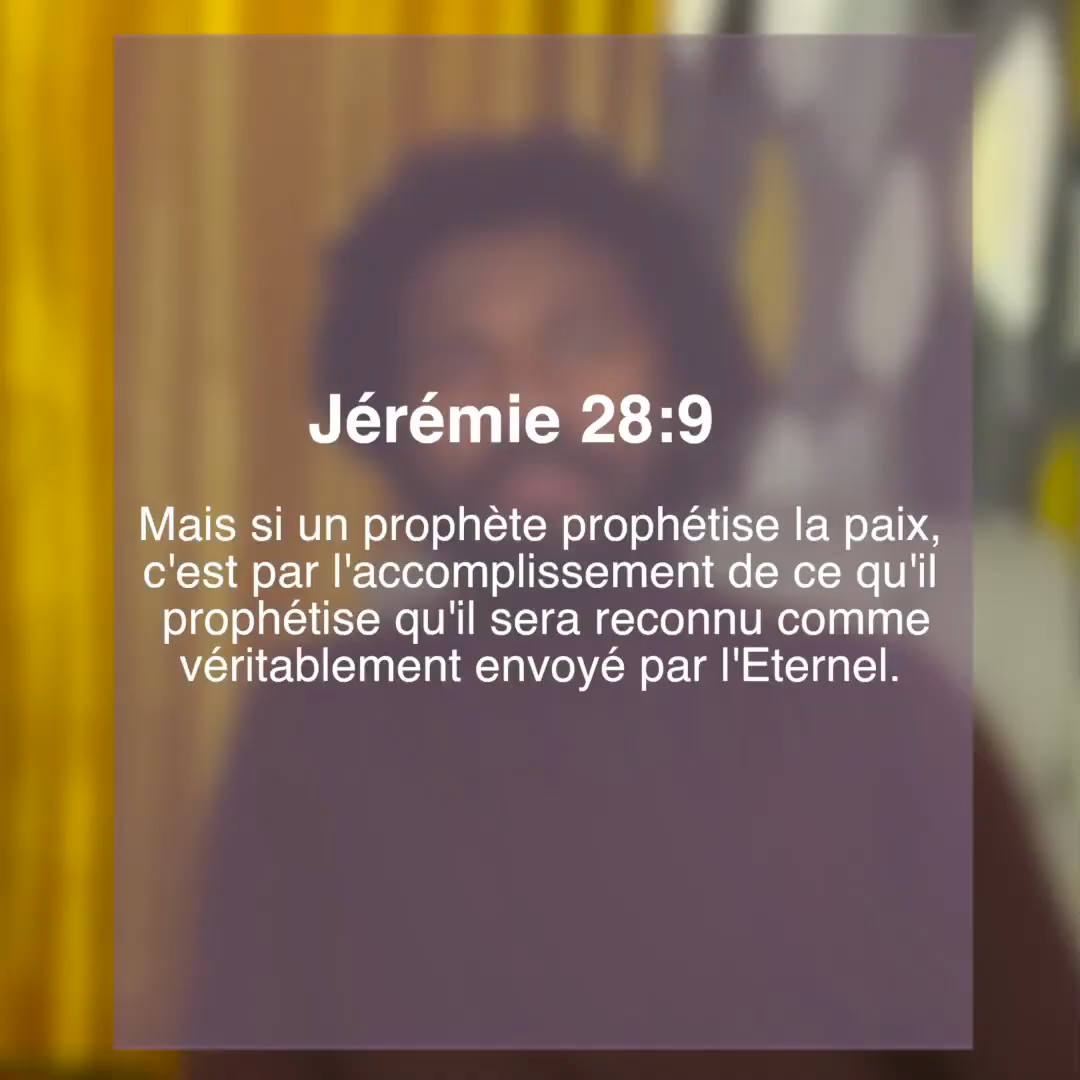 Jérémie 28:9
Mais si un prophète prophétise la paix,
c'est par l'accomplissement de ce qu'il
prophétise qu'il sera reconnu comme
véritablement envoyé par l'Eternel.